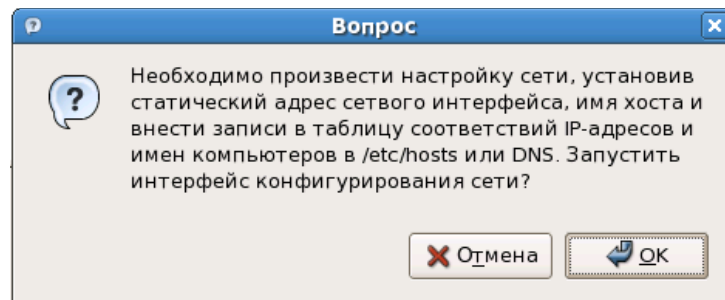 Вопрос
Необходимо произвести настройку сети, установив
статический адрес сетвого интерфейса, имя хоста и
внести записи в таблицу соответствий IP-адресов и
имен компьютеров в /etc/hosts или DNS. Запустить
интерфейс конфигурирования сети?
Отмена
OK